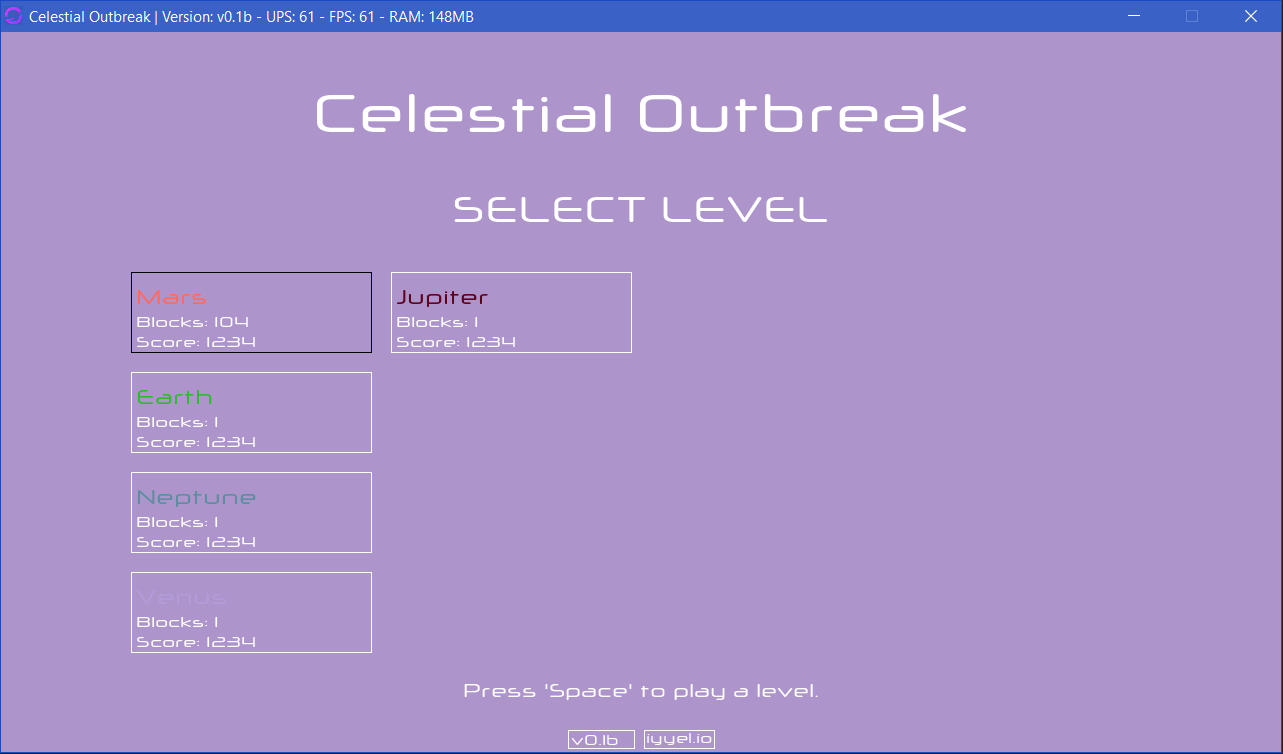 Celestial Outbreak | Version: v0.1b - UPS: 61 - FPS: 61 - RAM: 148MB
Celestial Outbreak
SELECT LEVEL
Mars
Blocks: 104
Score: 1234
Jupiter
Blocks: 1
Score: 1234
Earth
Blocks: 1
Score: 1234
Neptune
Blocks: 1
Score: 1234
Venus
Blocks: 1
Score: 1234
Press 'Space' to play a level.
v0.1b
iyyel.io